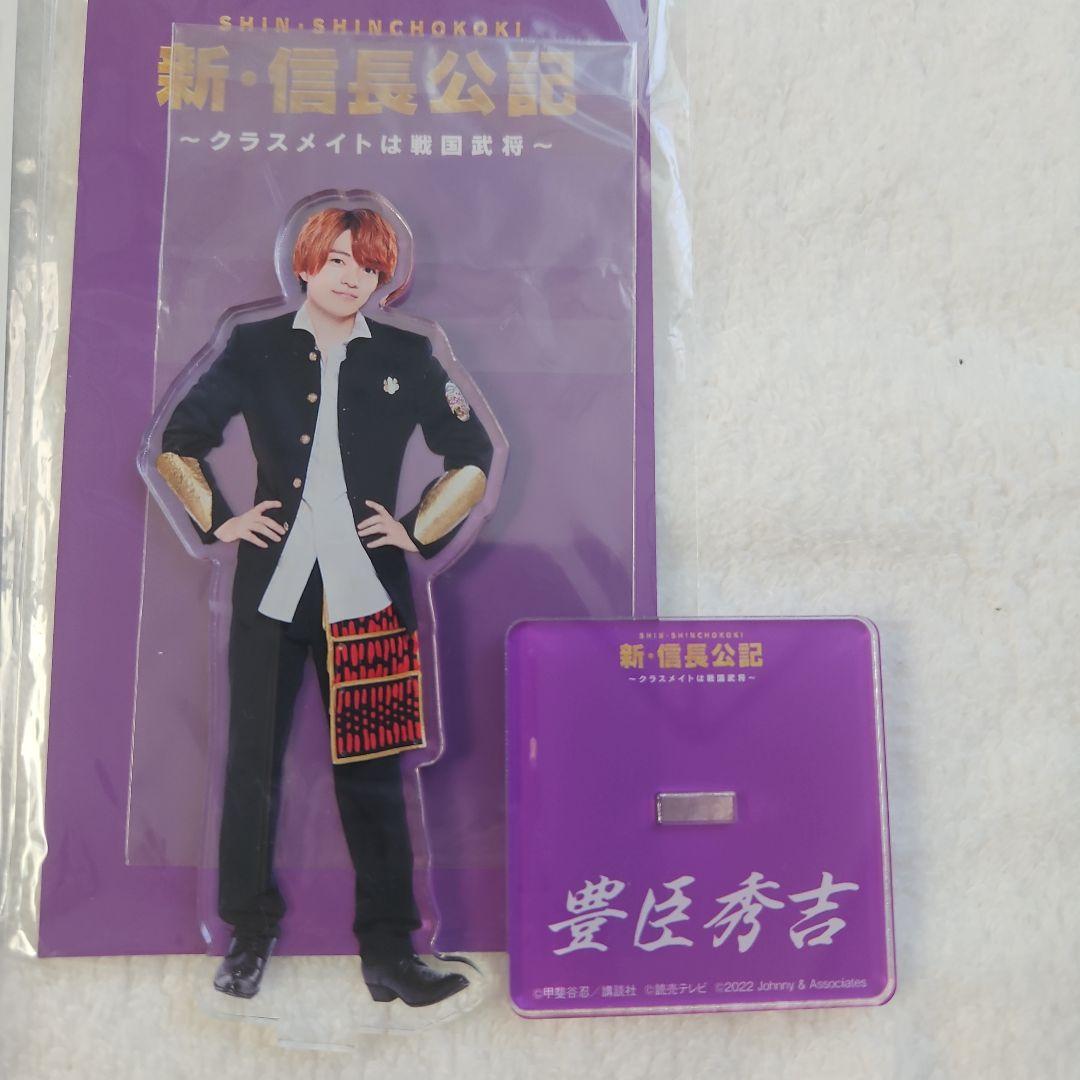 SHIN・SHINCHOKOKI
新・信長公記
～クラスメイトは戦国武将～
SHIN・SHINCHOKOKI
新・信長公記
～クラスメイトは戦国武将～
豊臣秀吉
©甲斐谷忍／講談社 ©読売テレビ ©2022 Johnny & Associates